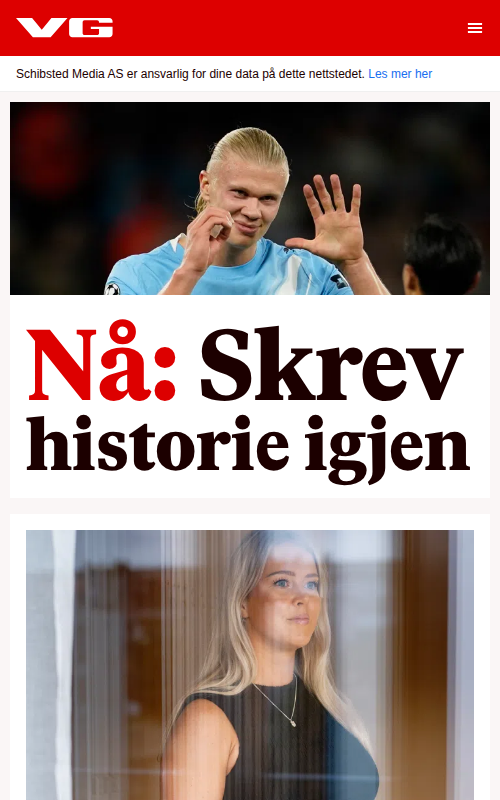 VG
Schibsted Media AS er ansvarlig for dine data på dette nettstedet. Les mer her
Nå: Skrev
historie igjen